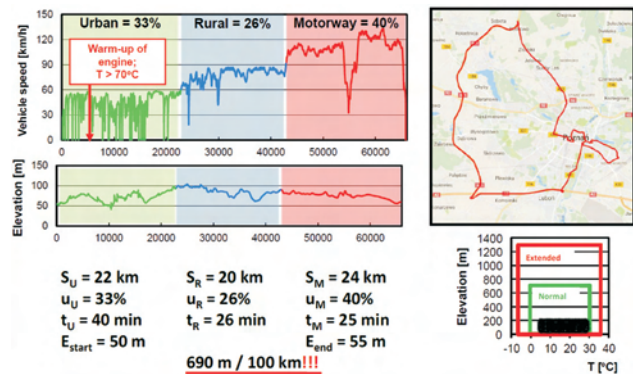 Urban = 33% Rural = 26% Motorway = 40%
Vehicle speed [km/h]
150
120
90
60
30
0
Warm-up of
engine;
T > 70°C
0 10000 20000 30000 40000 50000 60000
Elevation [m]
150
100
50
0
0 10000 20000 30000 40000 50000 60000
S_U = 22 km S_R = 20 km S_M = 24 km
u_U = 33% u_R = 26% u_M = 40%
t_U = 40 min t_R = 26 min t_M = 25 min
E_start = 50 m E_end = 55 m
690 m / 100 km!!!
Poznań
Luboń
Komorniki
Elevation [m]
1400
1200
1000
800
600
400
200
0
Extended
Normal
-10 0 10 20 30 40
T [°C]